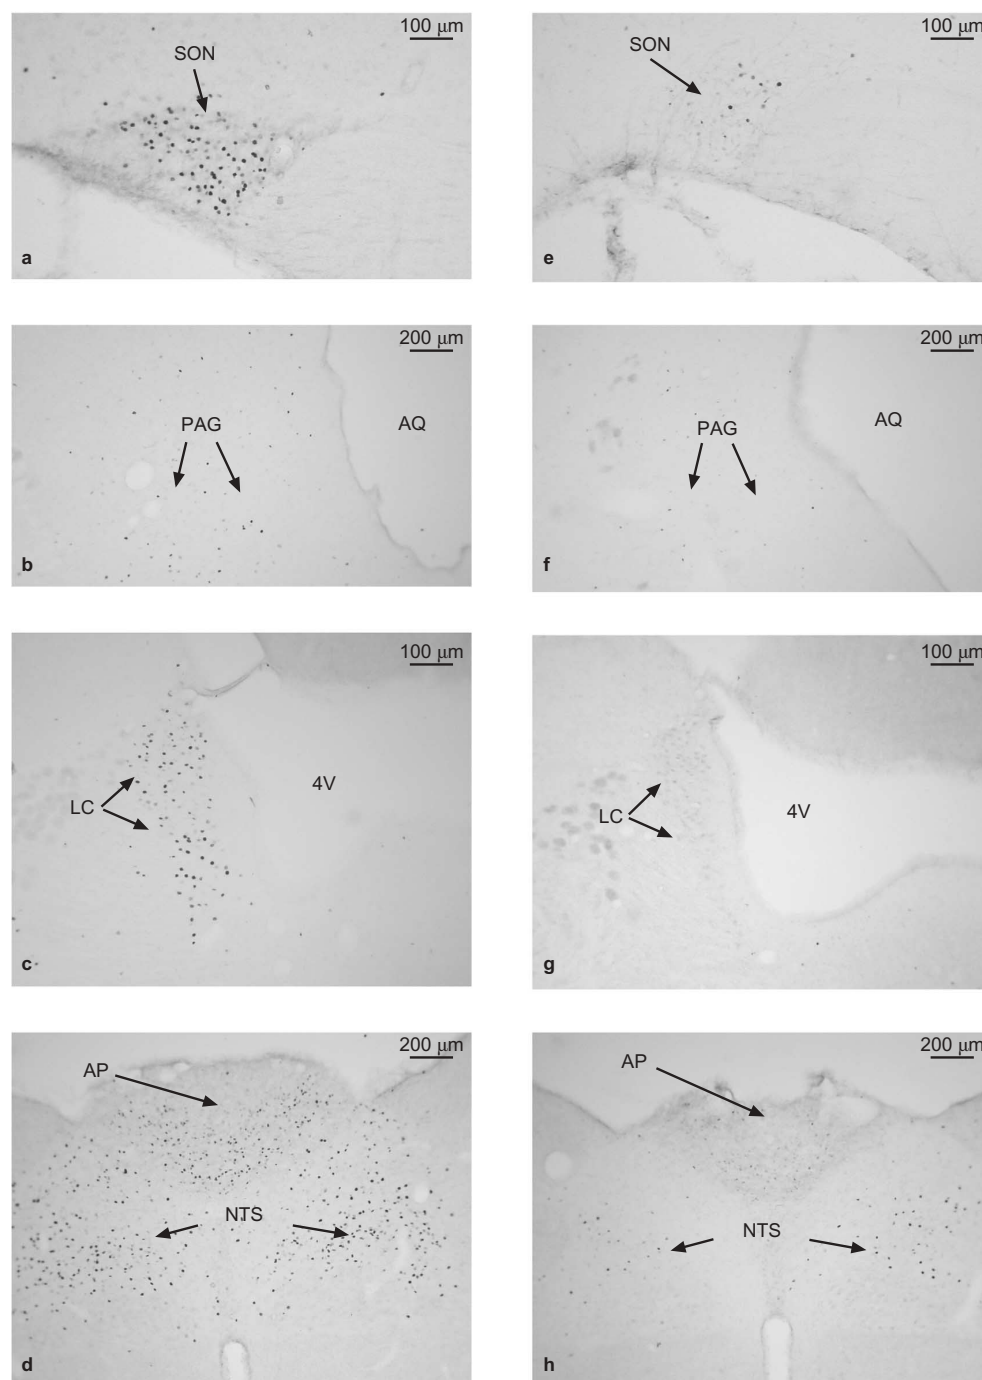 100 μm
SON
a
100 μm
SON
e
200 μm
PAG
AQ
b
200 μm
PAG
AQ
f
100 μm
LC
4V
c
100 μm
LC
4V
g
200 μm
AP
NTS
d
200 μm
AP
NTS
h